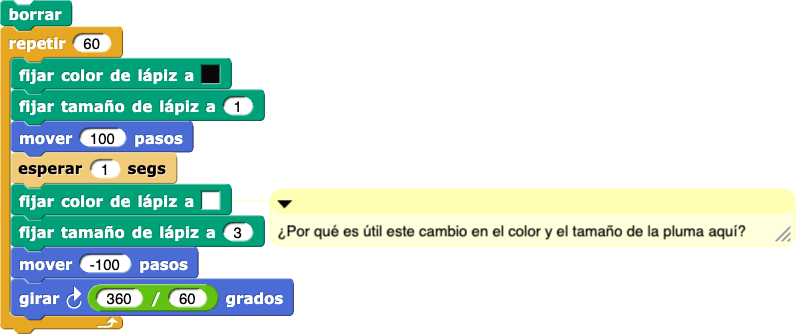 borrar
repetir 60
fijar color de lápiz a
fijar tamaño de lápiz a 1
mover 100 pasos
esperar 1 segs
fijar color de lápiz a
¿Por qué es útil este cambio en el color y el tamaño de la pluma aquí?
fijar tamaño de lápiz a 3
mover -100 pasos
girar 360 / 60 grados